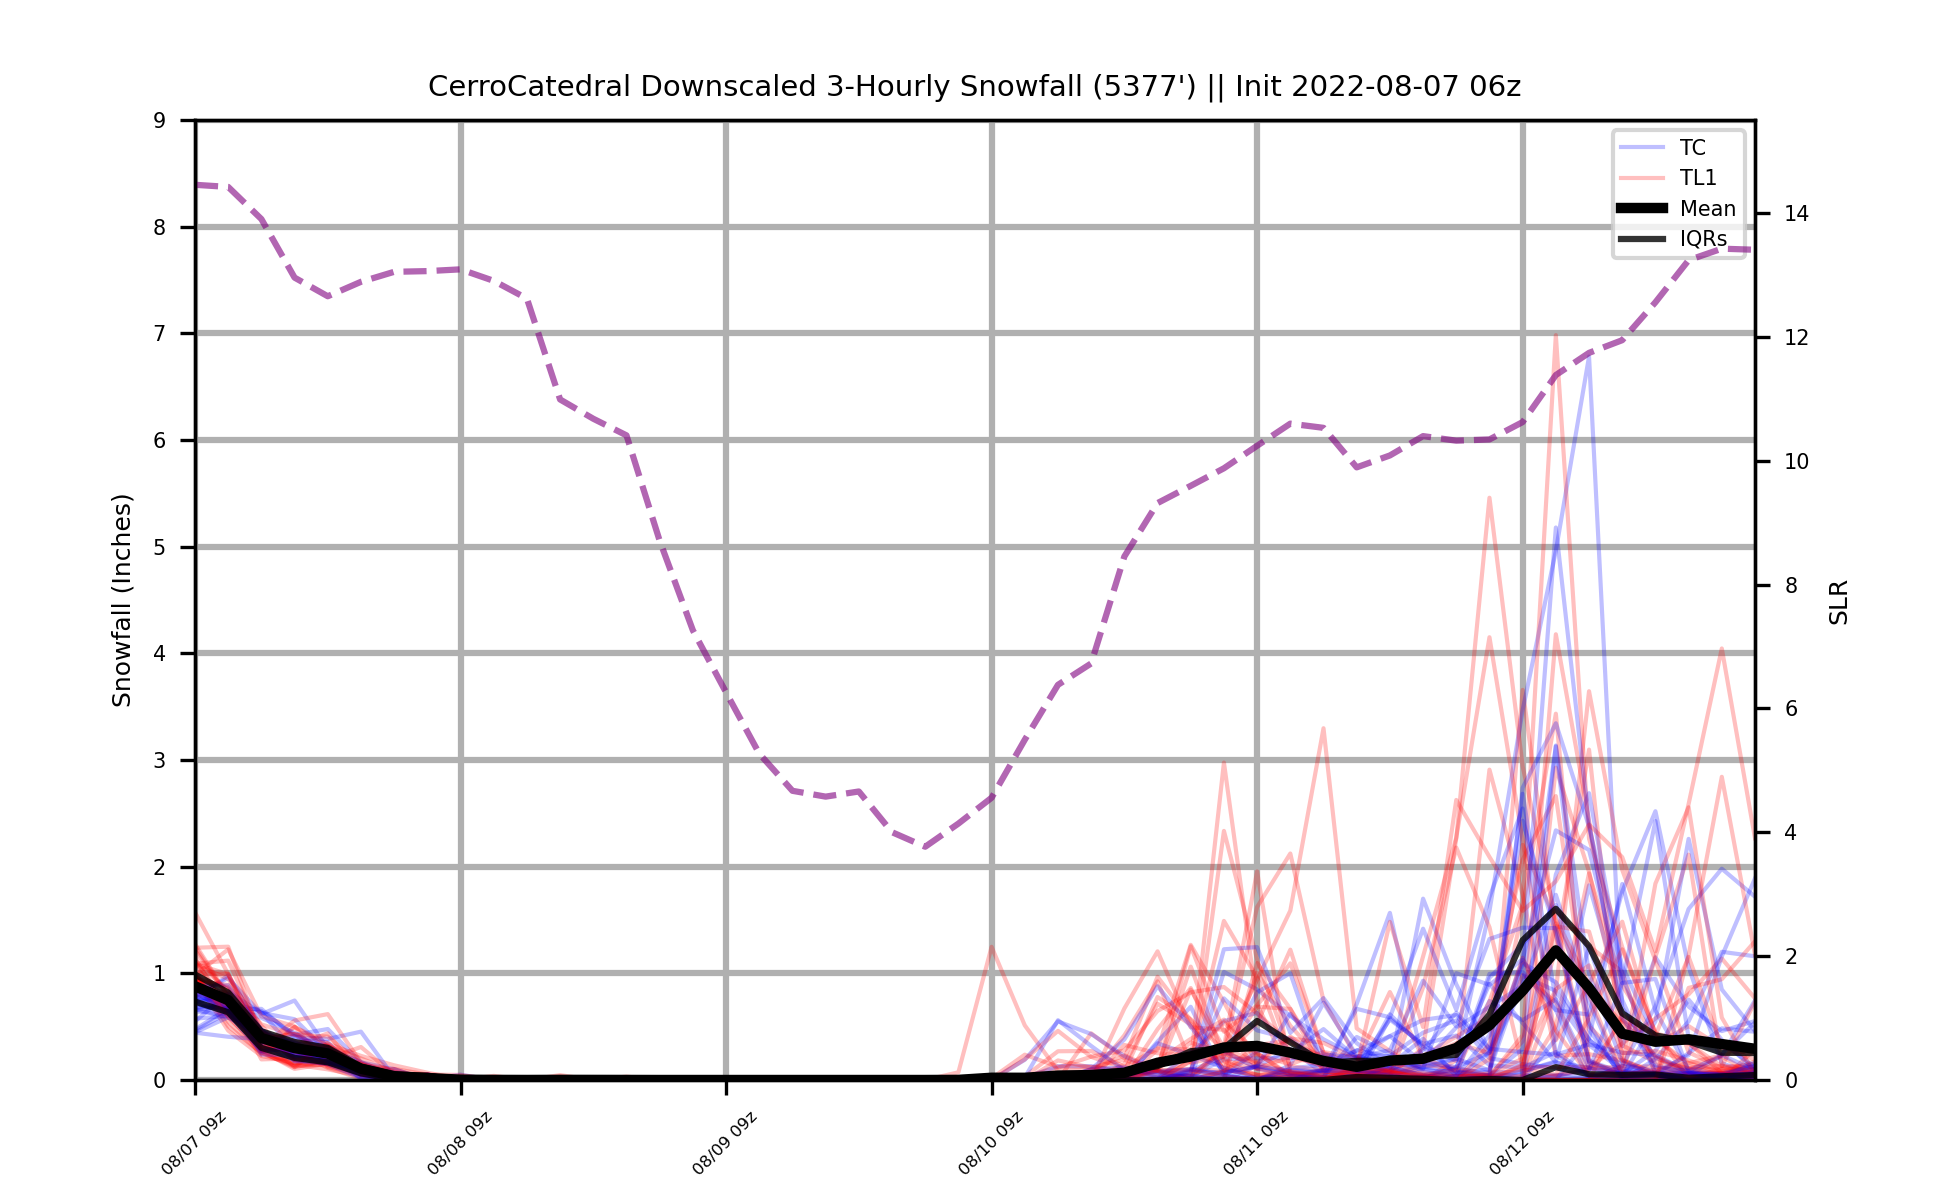 CerroCatedral Downscaled 3-Hourly Snowfall (5377') || Init 2022-08-07 06z
TC
TL1
Mean
IQRs
Snowfall (Inches)
9
8
7
6
5
4
3
2
1
0
14
12
10
8
6
4
2
0
SLR
08/07 09z
08/08 09z
08/09 09z
08/10 09z
08/11 09z
08/12 09z